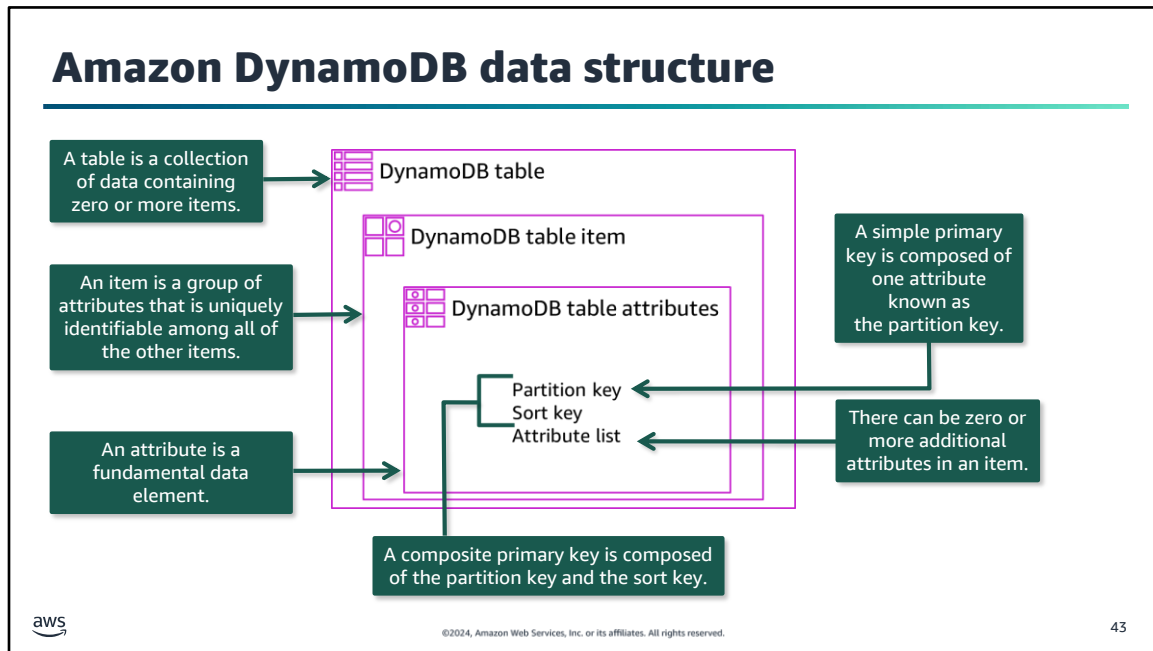 Amazon DynamoDB data structure
A table is a collection
of data containing
zero or more items.
DynamoDB table
DynamoDB table item
An item is a group of
attributes that is uniquely
identifiable among all of
the other items.
DynamoDB table attributes
A simple primary
key is composed of
one attribute
known as
the partition key.
Partition key
Sort key
Attribute list
There can be zero or
more additional
attributes in an item.
An attribute is a
fundamental data
element.
A composite primary key is composed
of the partition key and the sort key.
aws
©2024, Amazon Web Services, Inc. or its affiliates. All rights reserved.
43